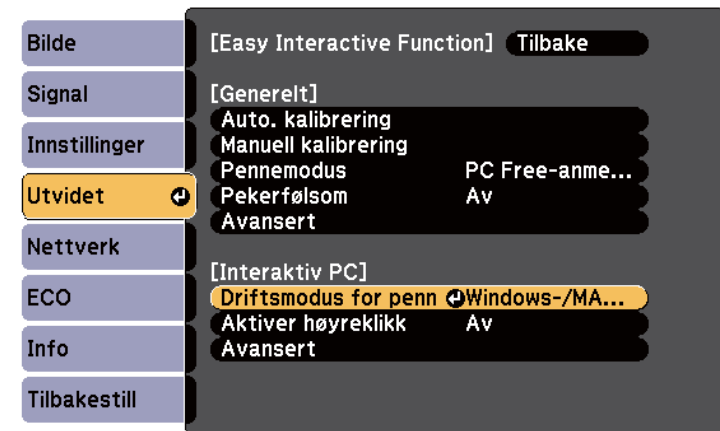 Bilde
Signal
Innstillinger
Utvidet
Nettverk
ECO
Info
Tilbakestill
[Easy Interactive Function] Tilbake
[Generelt]
Auto. kalibrering
Manuell kalibrering
Pennemodus PC Free-anme...
Pekerfølsom Av
Avansert
[Interaktiv PC]
Driftsmodus for penn Windows-/MA...
Aktiver høyreklikk Av
Avansert